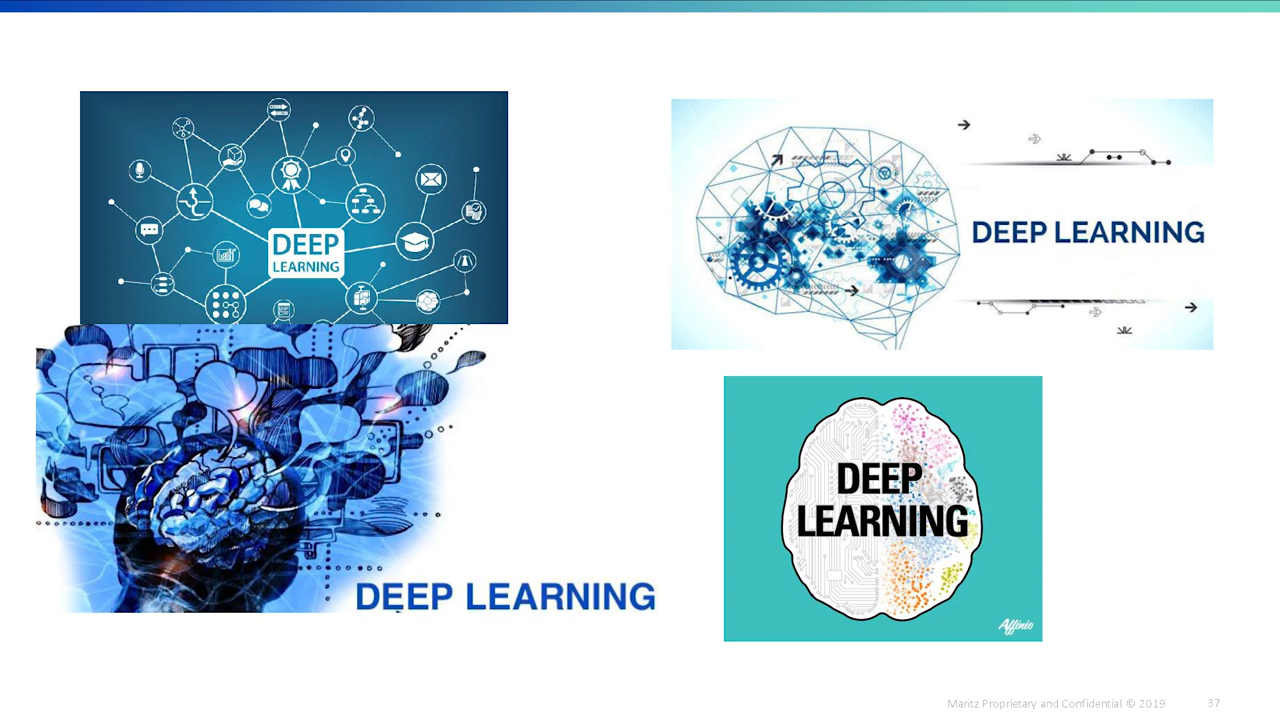 DEEP
LEARNING
DEEP LEARNING
DEEP LEARNING
DEEP
LEARNING
Affinio
Maritz Proprietary and Confidential © 2019
37